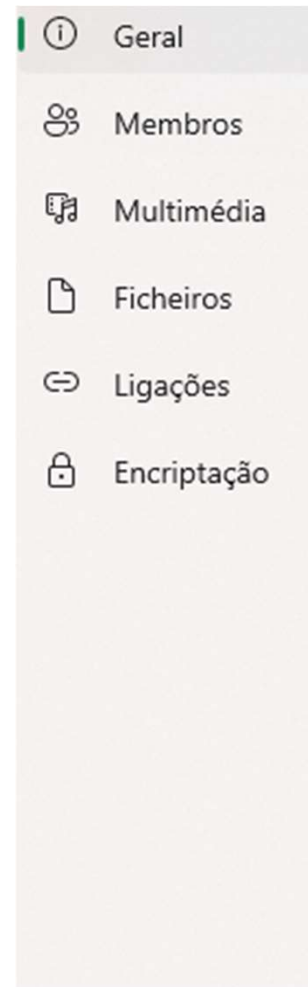 Geral
Membros
Multimédia
Ficheiros
Ligações
Encriptação